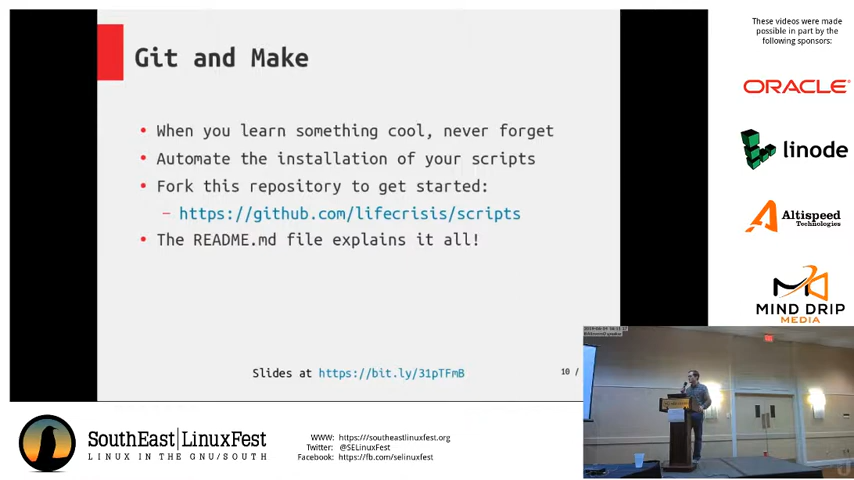 These videos were made
possible in part by the
following sponsors:
Git and Make
ORACLE
• When you learn something cool, never forget
linode
• Automate the installation of your scripts
• Fork this repository to get started:
– https://github.com/lifecrisis/scripts
Altispeed
Technologies
• The README.md file explains it all!
MIND DRIP
MEDIA
Slides at https://bit.ly/31pTFmB
10 /
SouthEast|LinuxFest
LINUX IN THE GNU/SOUTH
WWW: https:///southeastlinuxfest.org
Twitter: @SELinuxFest
Facebook: https://fb.com/selinuxfest